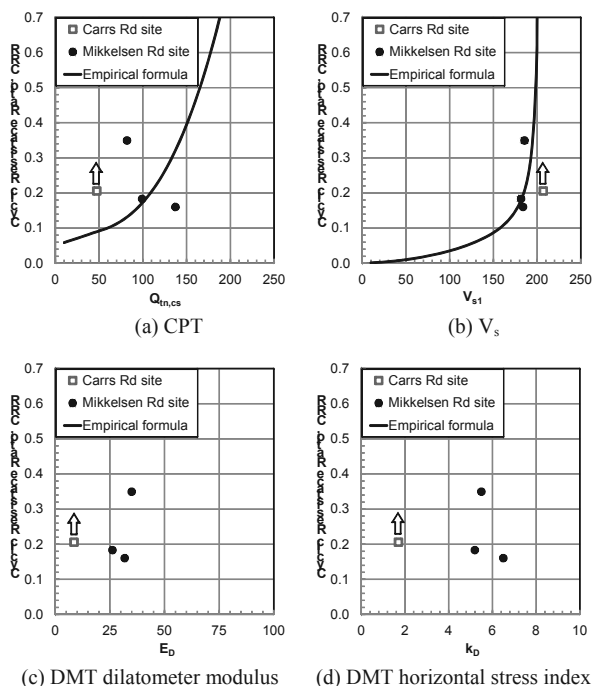 (a) CPT
0.7
0.6
0.5
0.4
0.3
0.2
0.1
0.0
0 50 100 150 200 250
Q_tn,cs
Carrs Rd site
Mikkelsen Rd site
Empirical formula
(b) V_s
0.7
0.6
0.5
0.4
0.3
0.2
0.1
0.0
0 50 100 150 200 250
V_s1
Carrs Rd site
Mikkelsen Rd site
Empirical formula
(c) DMT dilatometer modulus
0.7
0.6
0.5
0.4
0.3
0.2
0.1
0.0
0 25 50 75 100
E_D
Carrs Rd site
Mikkelsen Rd site
Empirical formula
(d) DMT horizontal stress index
0.7
0.6
0.5
0.4
0.3
0.2
0.1
0.0
0 2 4 6 8 10
k_D
Carrs Rd site
Mikkelsen Rd site
Empirical formula